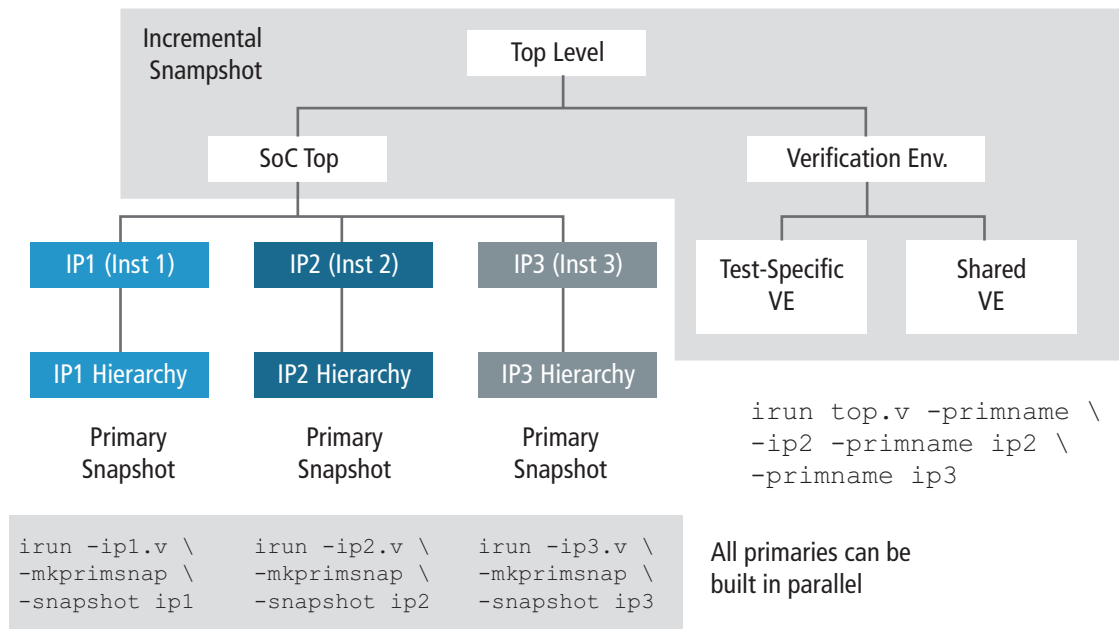 Incremental
Snampshot
Top Level
SoC Top
Verification Env.
IP1 (Inst 1)
IP2 (Inst 2)
IP3 (Inst 3)
Test-Specific
VE
Shared
VE
IP1 Hierarchy
IP2 Hierarchy
IP3 Hierarchy
Primary
Snapshot
Primary
Snapshot
Primary
Snapshot
irun top.v -primname \
-ip2 -primname ip2 \
-primname ip3
irun -ip1.v \
-mkprimsnap \
-snapshot ip1
irun -ip2.v \
-mkprimsnap \
-snapshot ip2
irun -ip3.v \
-mkprimsnap \
-snapshot ip3
All primaries can be
built in parallel